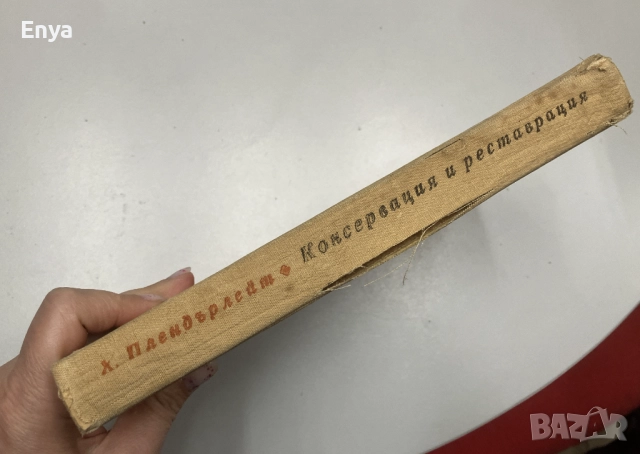 Enya
Х. Плендърлейт ◆ Консервация и реставрация
BAZAR